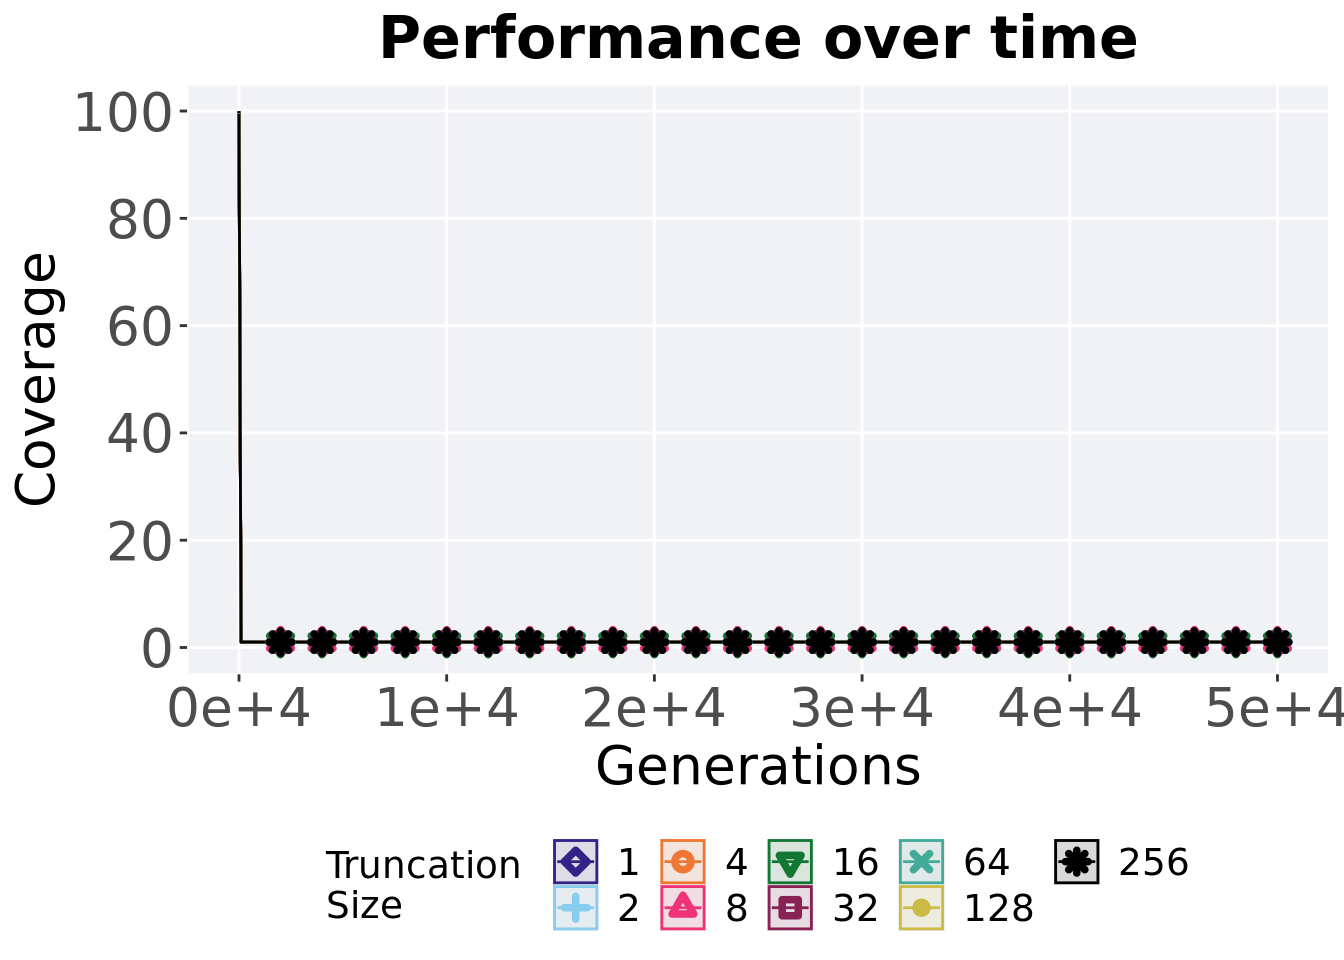 Performance over time
Coverage
100
80
60
40
20
0
0e+4 1e+4 2e+4 3e+4 4e+4 5e+4
Generations
Truncation
Size
1 4 16 64 256
2 8 32 128